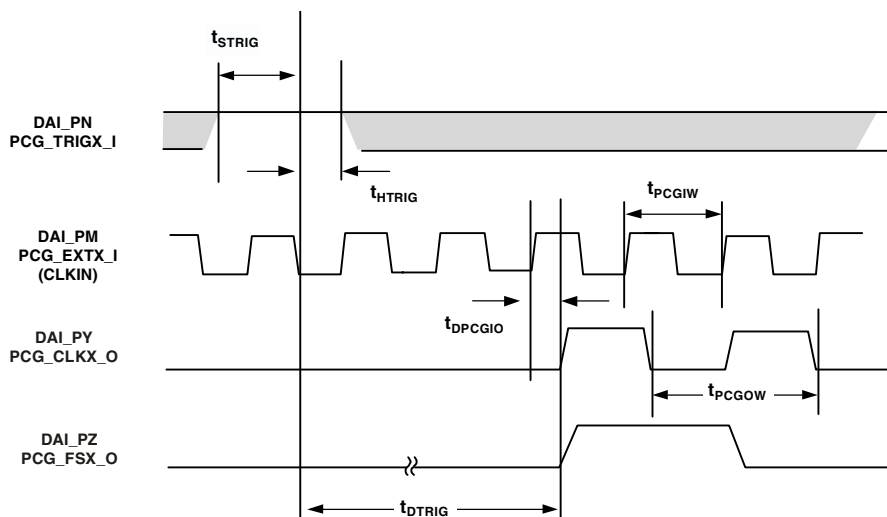 tSTRIG
DAI_PN
PCG_TRIGX_I
tHTRIG
tPCGIW
DAI_PM
PCG_EXTX_I
(CLKIN)
tDPCGIO
DAI_PY
PCG_CLKX_O
tPCGOW
DAI_PZ
PCG_FSX_O
tDTRIG